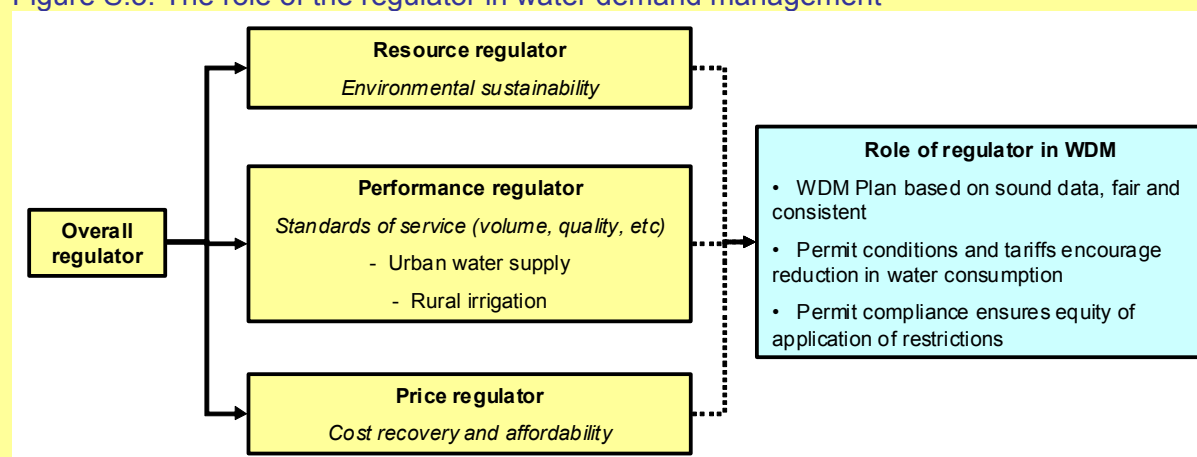 Figure S.3: The role of the regulator in water demand management
Resource regulator
Environmental sustainability
Performance regulator
Standards of service (volume, quality, etc)
- Urban water supply
- Rural irrigation
Overall
regulator
Price regulator
Cost recovery and affordability
Role of regulator in WDM
• WDM Plan based on sound data, fair and
consistent
• Permit conditions and tariffs encourage
reduction in water consumption
• Permit compliance ensures equity of
application of restrictions